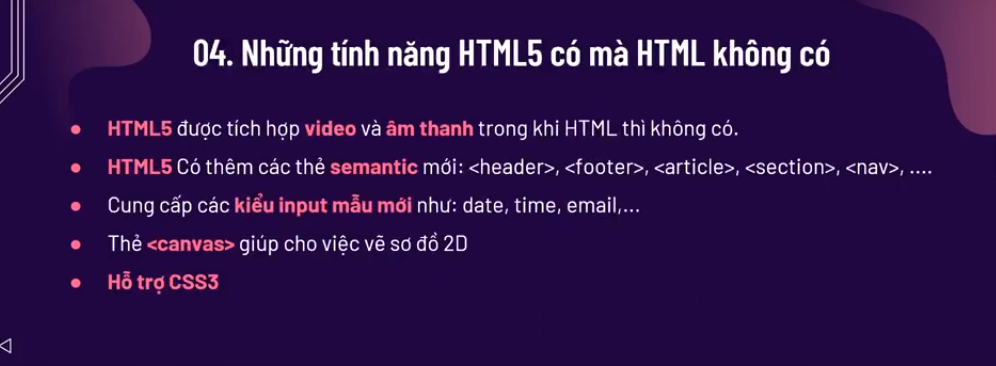 04. Những tính năng HTML5 có mà HTML không có
● HTML5 được tích hợp video và âm thanh trong khi HTML thì không có.
● HTML5 Có thêm các thẻ semantic mới: <header>, <footer>, <article>, <section>, <nav>, ....
● Cung cấp các kiểu input mẫu mới như: date, time, email,...
● Thẻ <canvas> giúp cho việc vẽ sơ đồ 2D
● Hỗ trợ CSS3